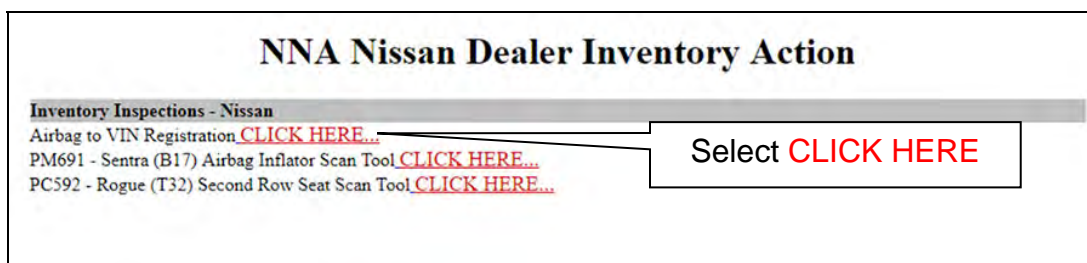 NNA Nissan Dealer Inventory Action
Inventory Inspections - Nissan
Airbag to VIN Registration CLICK HERE...
Select CLICK HERE
PM691 - Sentra (B17) Airbag Inflator Scan Tool CLICK HERE...
PC592 - Rogue (T32) Second Row Seat Scan Tool CLICK HERE...